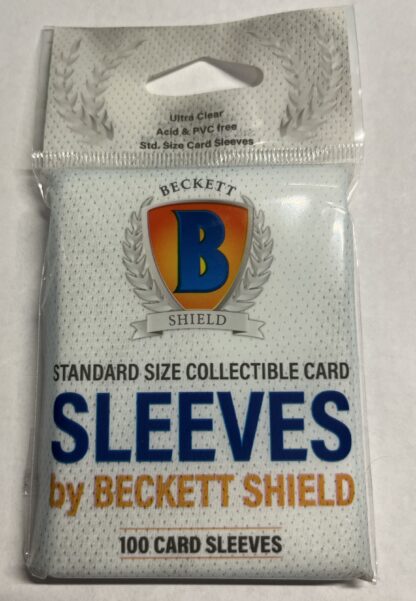 Ultra Clear
Acid & PVC free
Std. Size Card Sleeves
BECKETT
B
SHIELD
STANDARD SIZE COLLECTIBLE CARD
SLEEVES
by BECKETT SHIELD
100 CARD SLEEVES